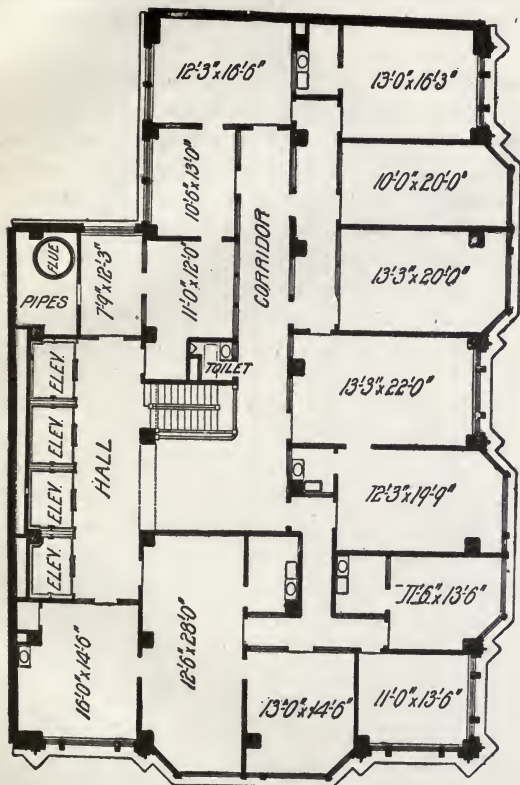 12'-3" x 16'-6"
13'-0" x 16'-3"
10'-6" x 13'-0"
10'-0" x 20'-0"
FLUE
PIPES
7'-9" x 12'-3"
11'-0" x 12'-0"
CORRIDOR
13'-3" x 20'-0"
TOILET
ELEV.
ELEV.
ELEV.
ELEV.
HALL
13'-3" x 22'-0"
12'-3" x 19'-9"
11'-6" x 13'-6"
16'-0" x 14'-6"
12'-6" x 28'-0"
13'-0" x 14'-6"
11'-0" x 13'-6"